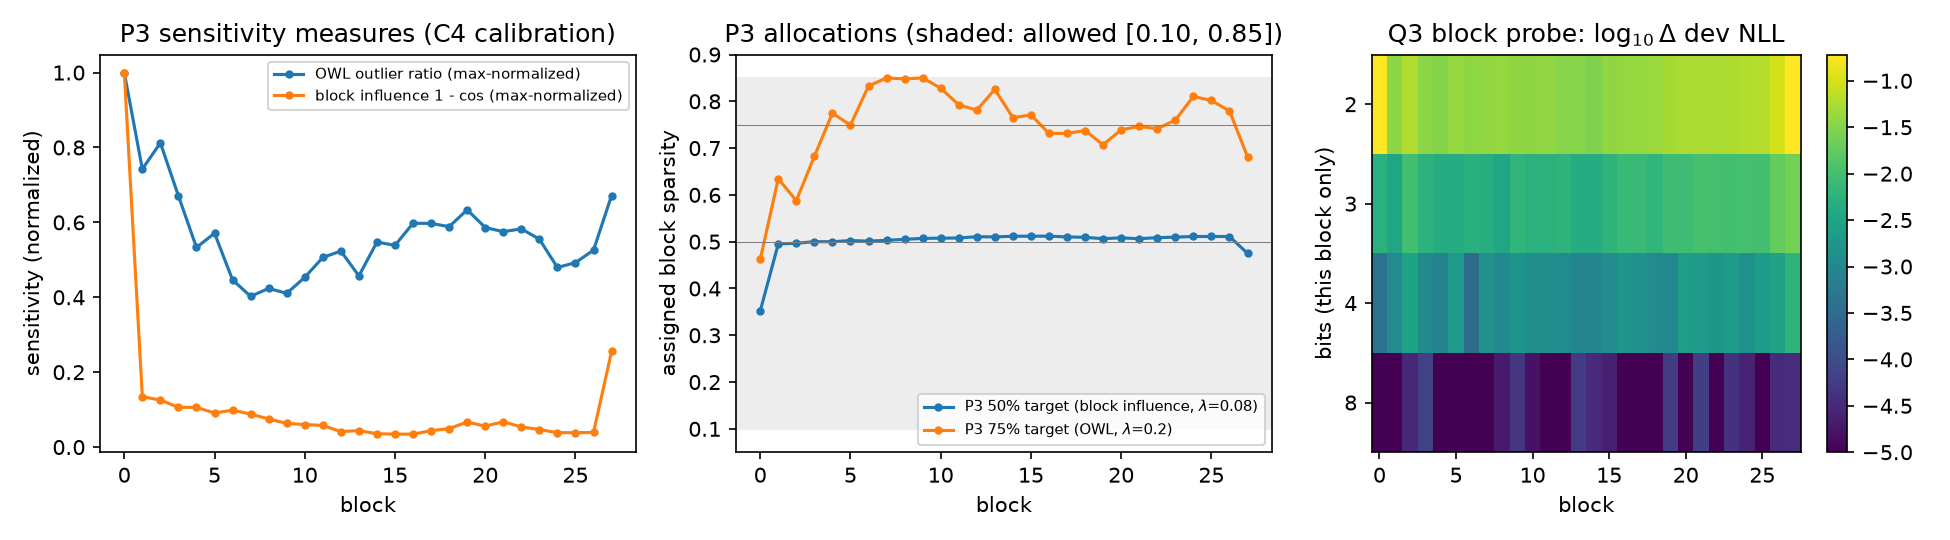 P3 sensitivity measures (C4 calibration)
sensitivity (normalized)
1.0
0.8
0.6
0.4
0.2
0.0
OWL outlier ratio (max-normalized)
block influence 1 - cos (max-normalized)
0 5 10 15 20 25
block
P3 allocations (shaded: allowed [0.10, 0.85])
assigned block sparsity
0.9
0.8
0.7
0.6
0.5
0.4
0.3
0.2
0.1
P3 50% target (block influence, λ=0.08)
P3 75% target (OWL, λ=0.2)
0 5 10 15 20 25
block
Q3 block probe: log₁₀ Δ dev NLL
bits (this block only)
2
3
4
8
0 5 10 15 20 25
block
−1.0
−1.5
−2.0
−2.5
−3.0
−3.5
−4.0
−4.5
−5.0